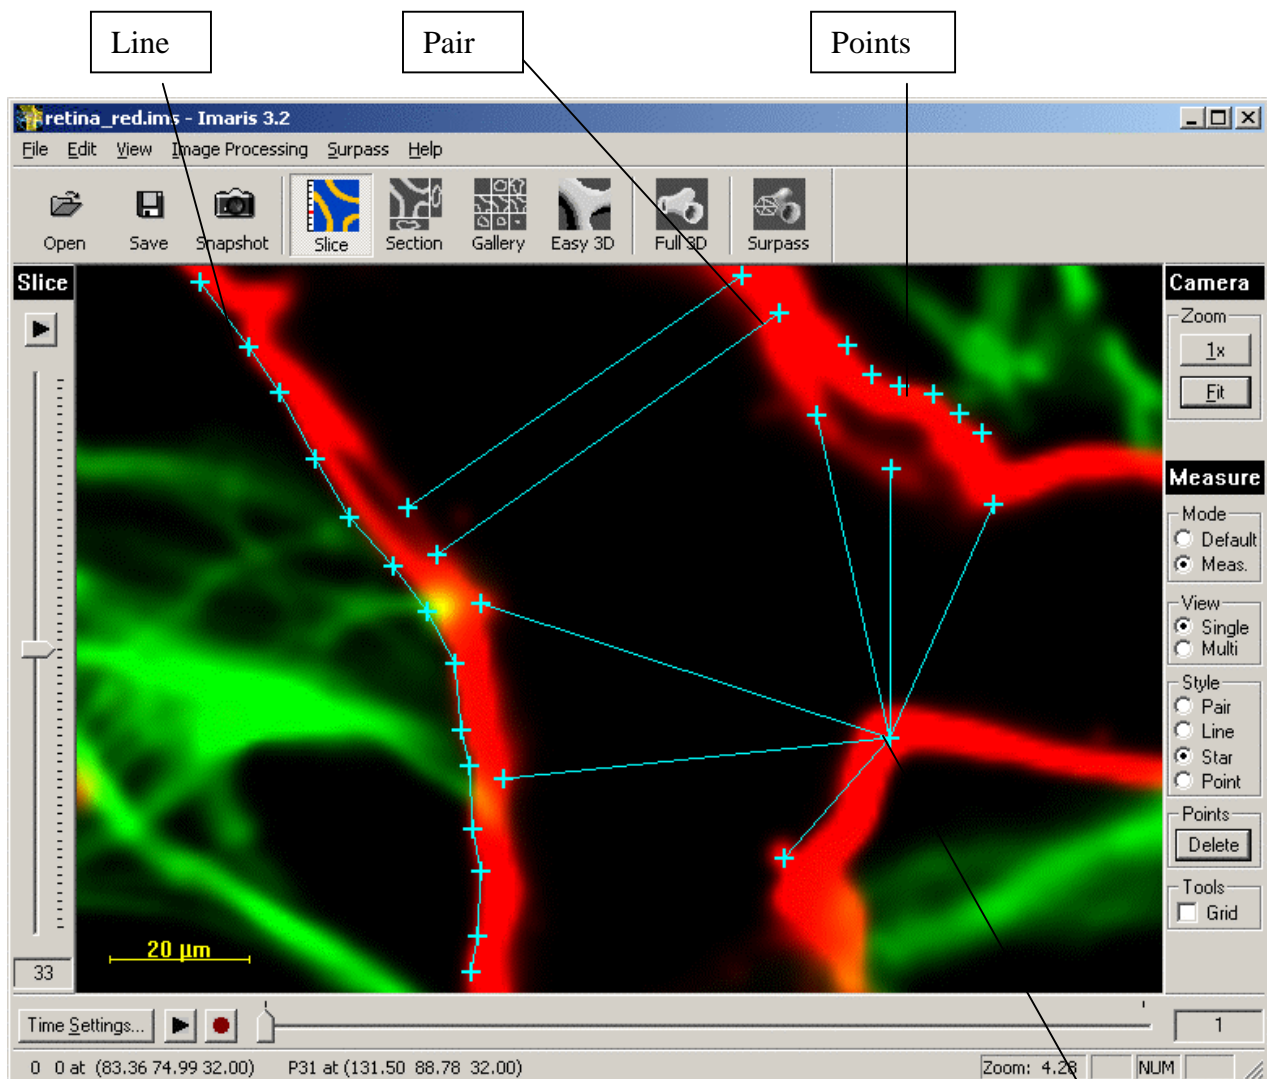 Line Pair Points
retina_red.ims - Imaris 3.2
File Edit View Image Processing Surpass Help
Open Save Snapshot Slice Section Gallery Easy 3D Full 3D Surpass
Slice
33
20 µm
Camera
Zoom
1x
Fit
Measure
Mode
Default
Meas.
View
Single
Multi
Style
Pair
Line
Star
Point
Points
Delete
Tools
Grid
Time Settings... 1
0 0 at (83.36 74.99 32.00) P31 at (131.50 88.78 32.00) Zoom: 4.28 NUM